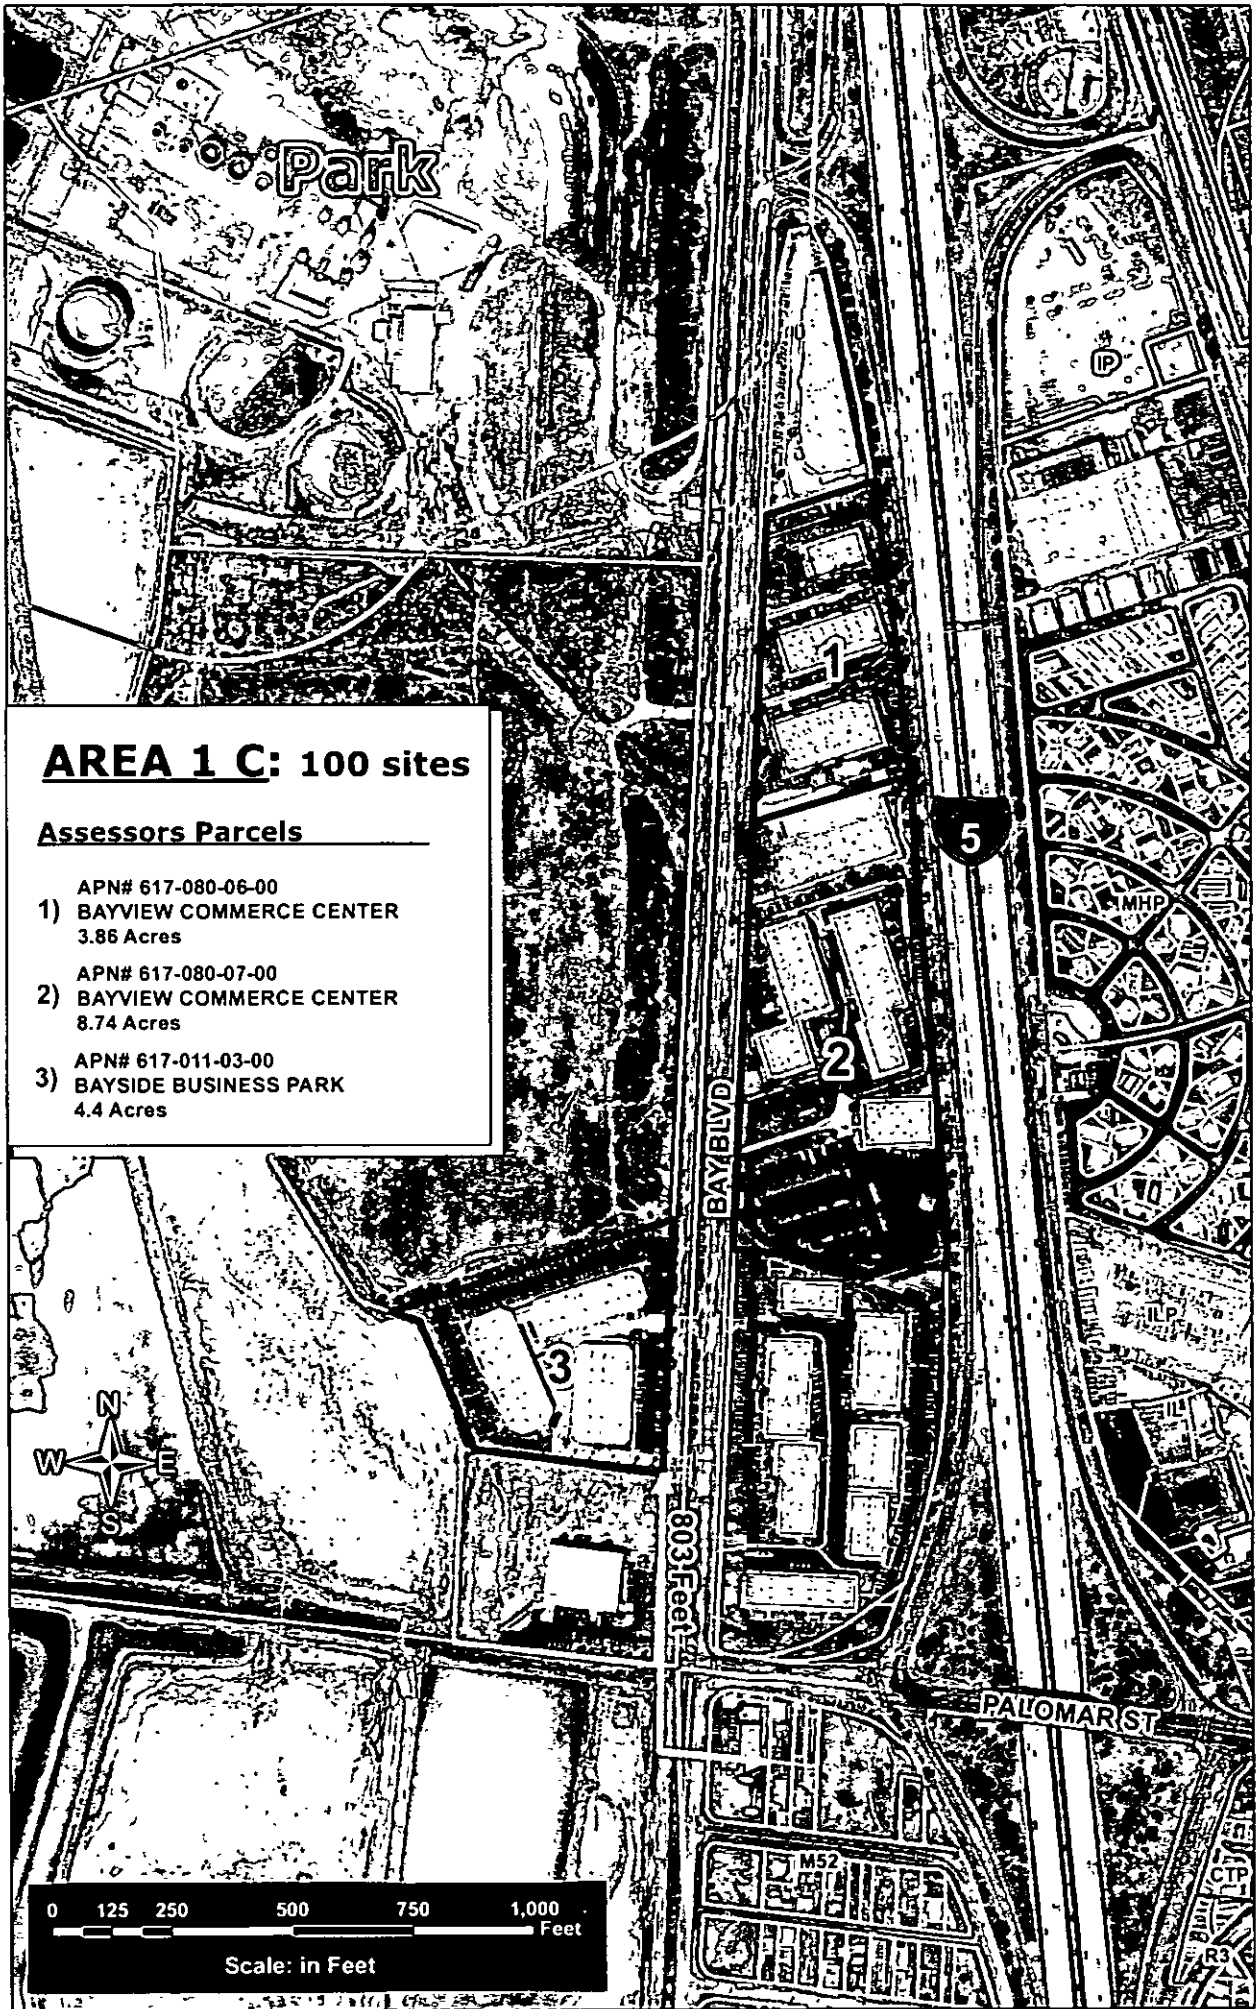 Park
IP
1
AREA 1 C: 100 sites
Assessors Parcels
APN# 617-080-06-00
1) BAYVIEW COMMERCE CENTER
3.86 Acres
APN# 617-080-07-00
2) BAYVIEW COMMERCE CENTER
8.74 Acres
APN# 617-011-03-00
3) BAYSIDE BUSINESS PARK
4.4 Acres
5
MHP
2
BAY BLVD
ILP
3
N
W E
S
803 Feet
PALOMAR ST
M52
CTP
R3
0 125 250 500 750 1,000
Feet
Scale: in Feet